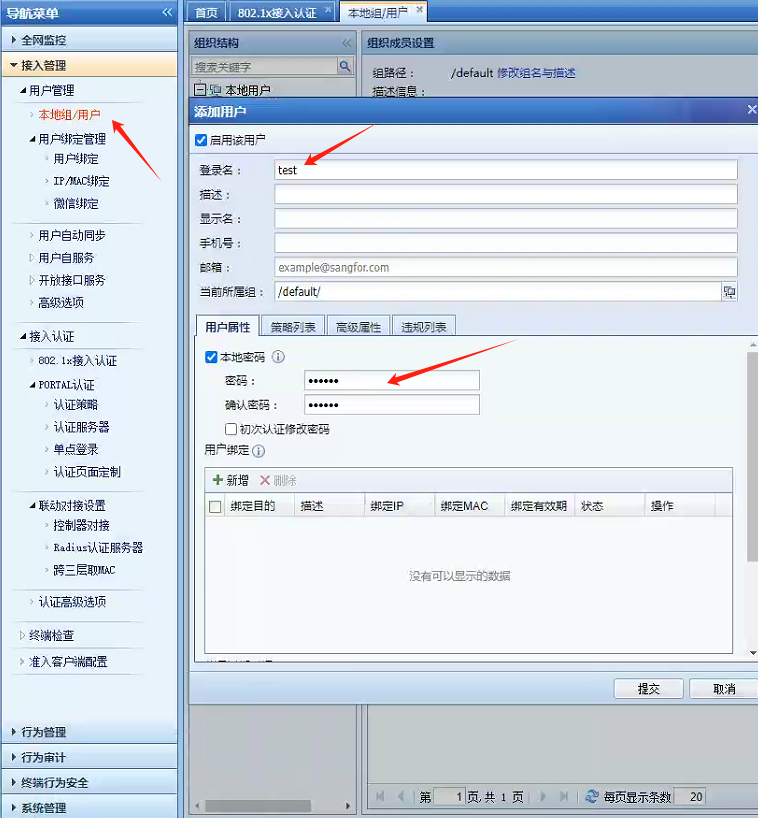 导航菜单
全网监控
接入管理
用户管理
本地组/用户
用户绑定管理
用户绑定
IP/MAC绑定
微信绑定
用户自动同步
用户自服务
开放接口服务
高级选项
接入认证
802.1x接入认证
PORTAL认证
认证策略
认证服务器
单点登录
认证页面定制
联动对接设置
控制器对接
Radius认证服务器
跨三层取MAC
认证高级选项
终端检查
准入客户端配置
行为管理
行为审计
终端行为安全
系统管理
首页 802.1x接入认证 本地组/用户
组织结构
搜索关键字
本地用户
组织成员设置
组路径： /default 修改组名与描述
描述信息：
添加用户
启用该用户
登录名： test
描述：
显示名：
手机号：
邮箱： example@sangfor.com
当前所属组： /default/
用户属性 策略列表 高级属性 违规列表
本地密码
密码： ••••••
确认密码： ••••••
初次认证修改密码
用户绑定
新增 删除
绑定目的 描述 绑定IP 绑定MAC 绑定有效期 状态 操作
没有可以显示的数据
提交 取消
第 1 页,共 1 页 每页显示条数 20